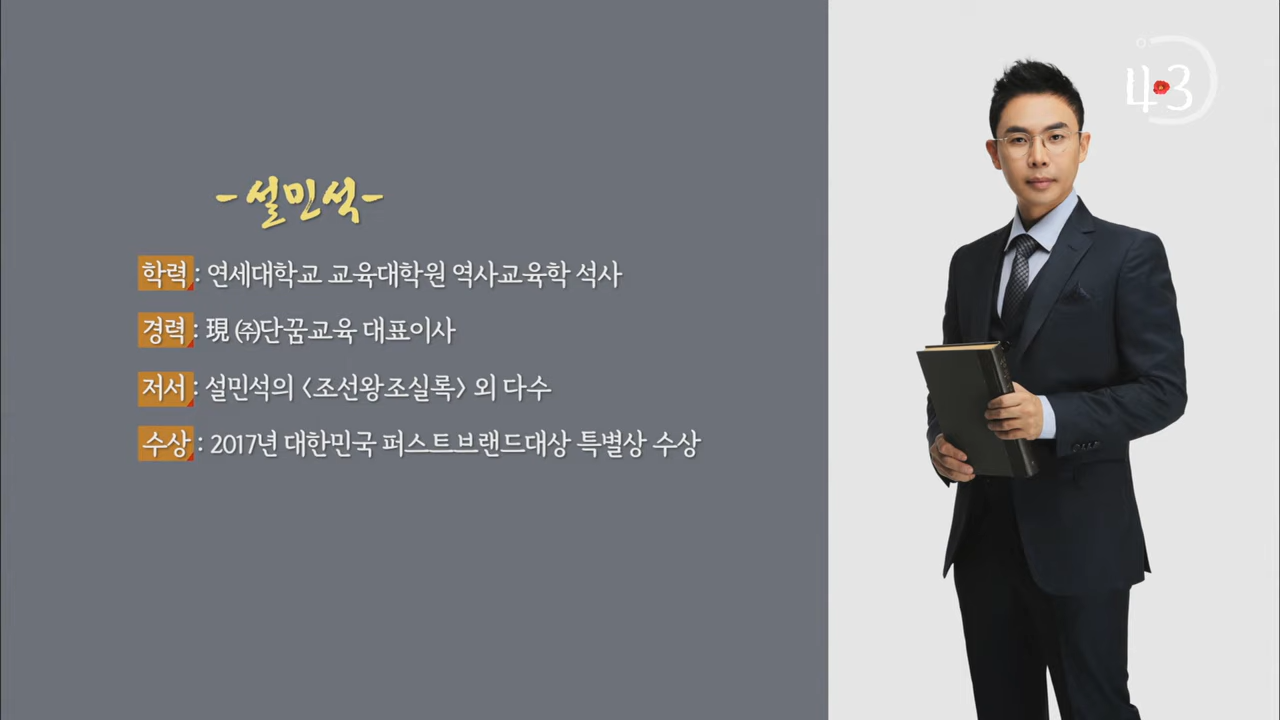 -설민석-
학력 : 연세대학교 교육대학원 역사교육학 석사
경력 : 現 ㈜단꿈교육 대표이사
저서 : 설민석의 <조선왕조실록> 외 다수
수상 : 2017년 대한민국 퍼스트브랜드대상 특별상 수상
4•3